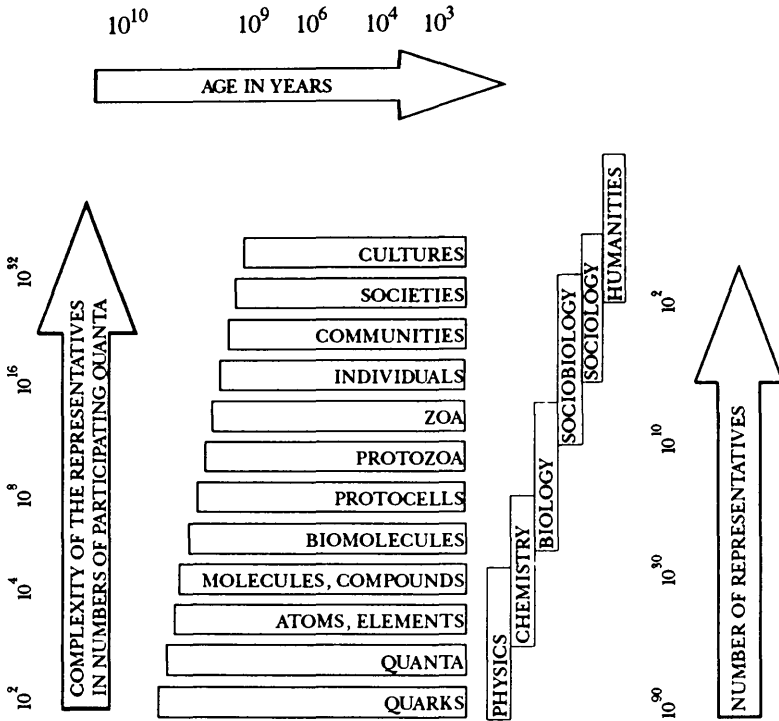 10^10 10^9 10^6 10^4 10^3
AGE IN YEARS
COMPLEXITY OF THE REPRESENTATIVES
IN NUMBERS OF PARTICIPATING QUANTA
10^32
10^16
10^8
10^4
10^2
CULTURES
SOCIETIES
COMMUNITIES
INDIVIDUALS
ZOA
PROTOZOA
PROTOCELLS
BIOMOLECULES
MOLECULES, COMPOUNDS
ATOMS, ELEMENTS
QUANTA
QUARKS
PHYSICS
CHEMISTRY
BIOLOGY
SOCIOBIOLOGY
SOCIOLOGY
HUMANITIES
10^2
10^10
10^30
10^90
NUMBER OF REPRESENTATIVES